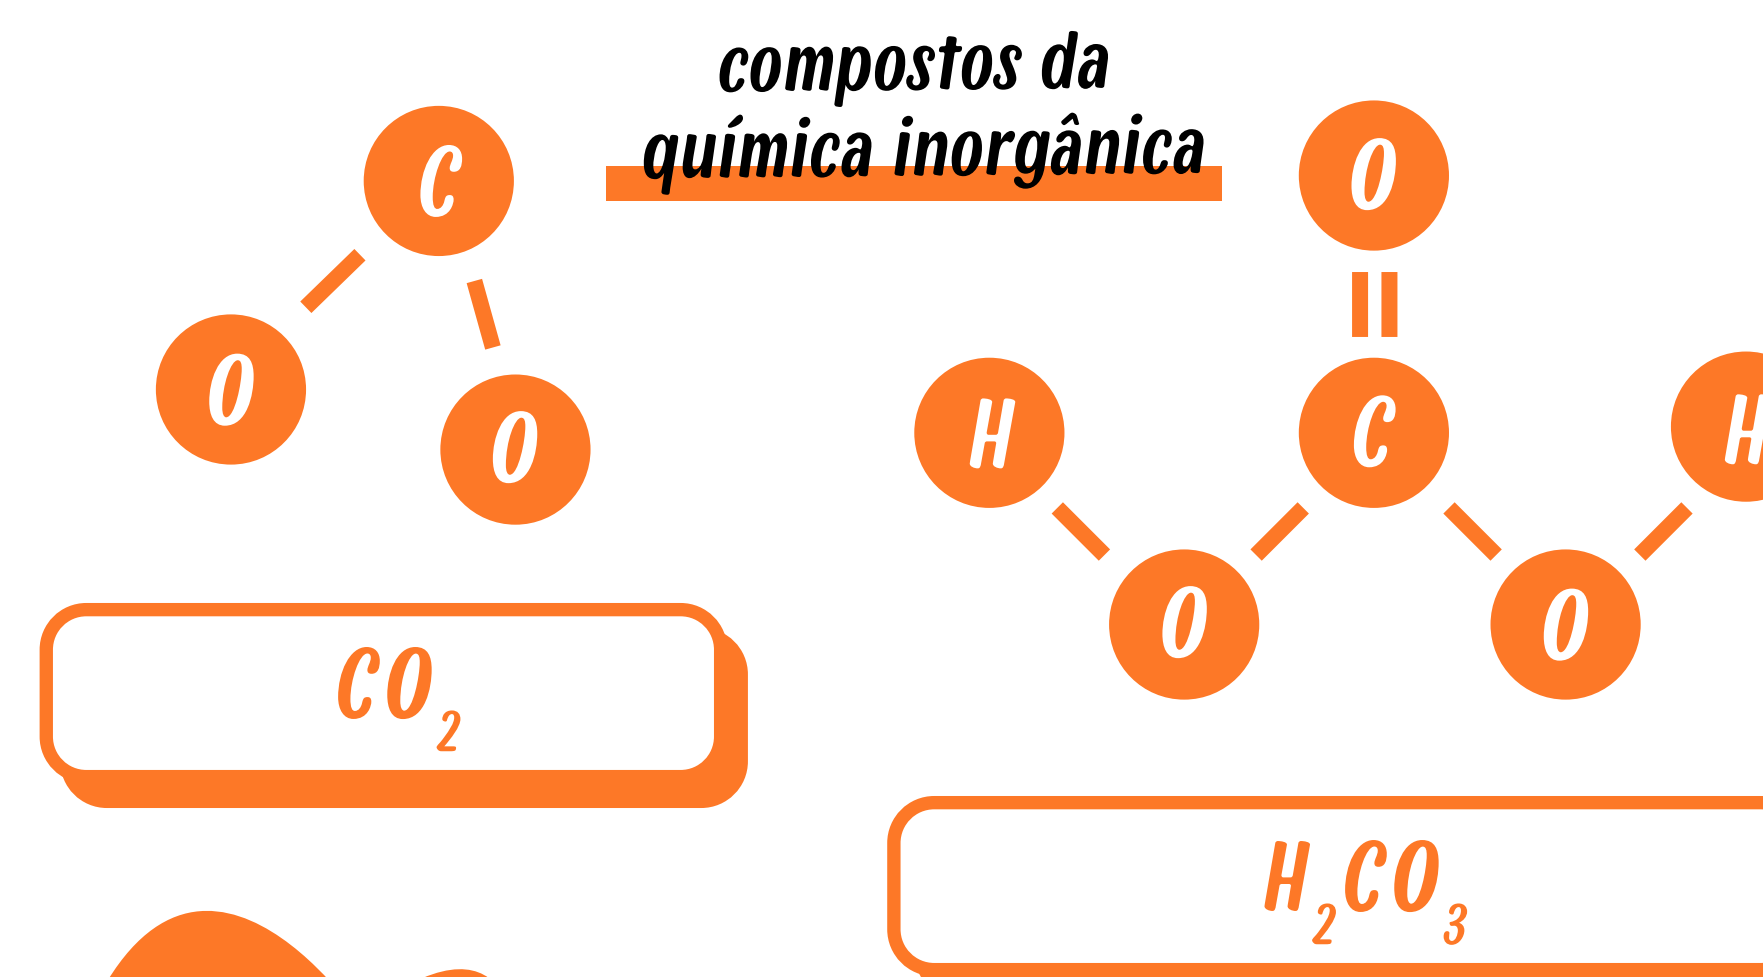 compostos da
química inorgânica
C
O
O
O
H
C
H
O
O
CO₂
H₂CO₃